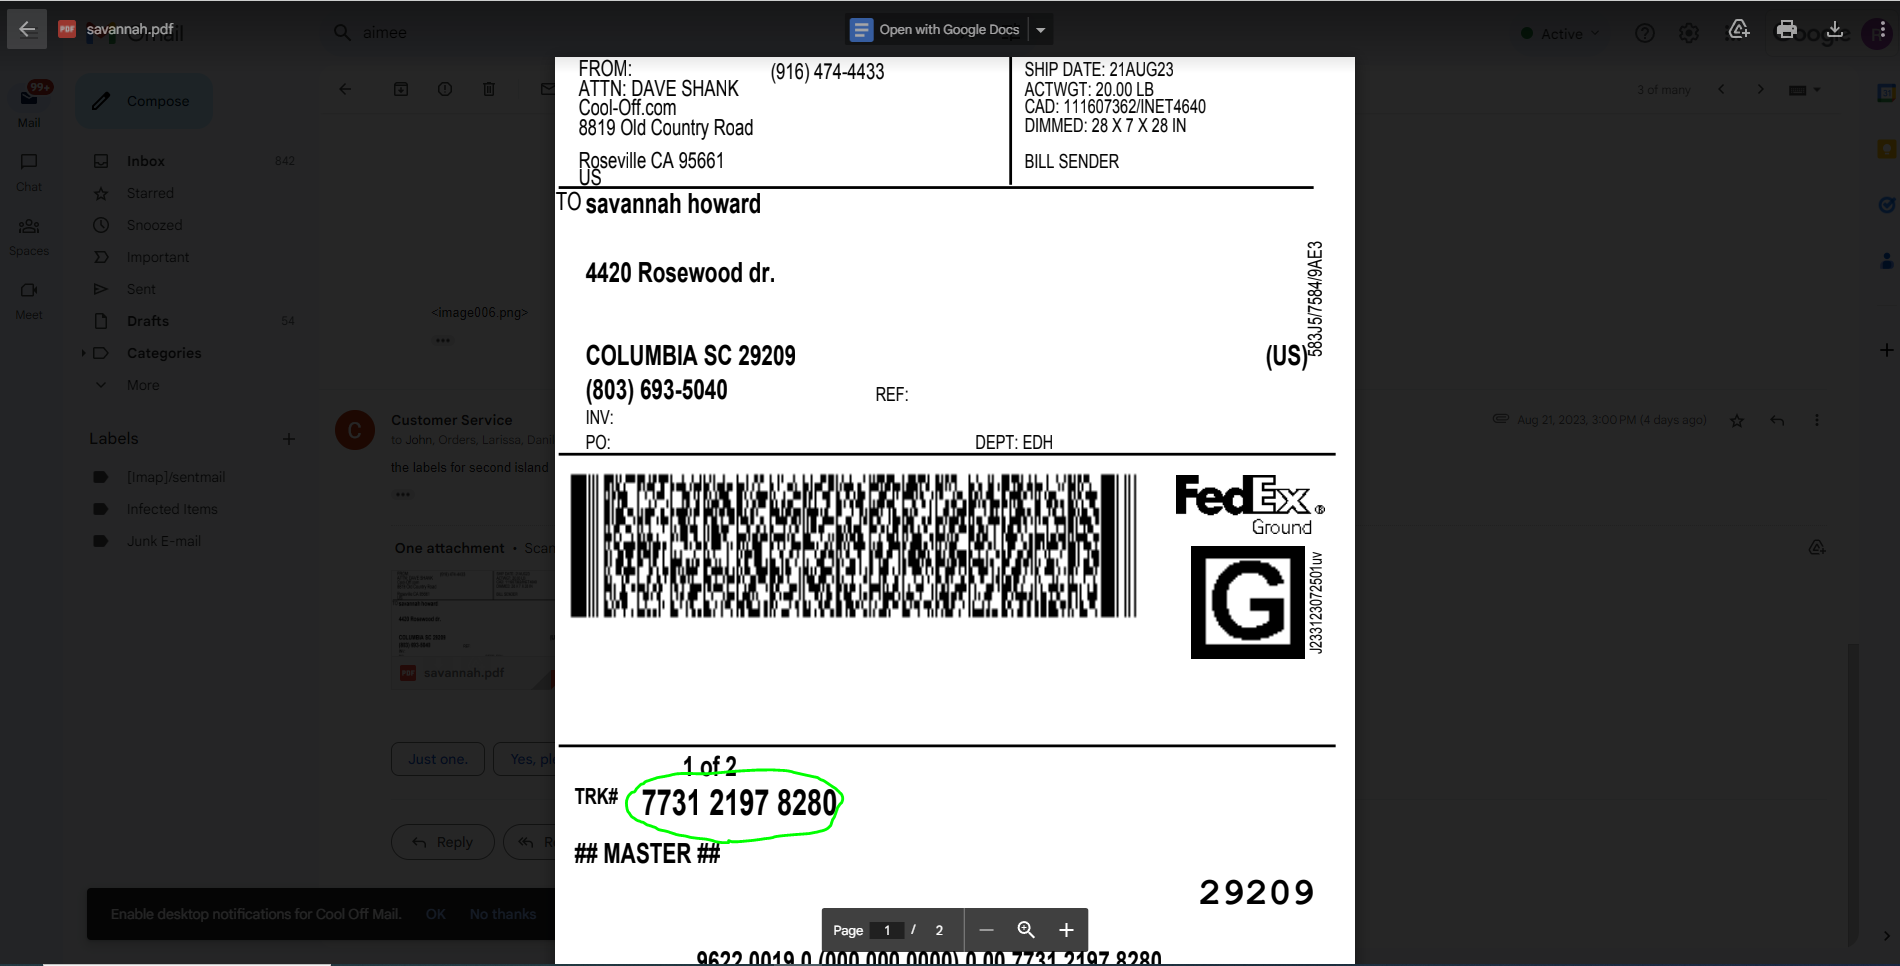 savannah.pdf
Open with Google Docs
aimee
Active
99+
Mail
Compose
3 of many
Chat
Spaces
Meet
Inbox 842
Starred
Snoozed
Important
Sent
Drafts 54
Categories
More
Labels
[Imap]/sentmail
Infected Items
Junk E-mail
<image006.png>
C
Customer Service
to John, Orders, Larissa, Dani
Aug 21, 2023, 3:00 PM (4 days ago)
the labels for second island
One attachment • Scan
savannah.pdf
Just one.
Yes, pl
Reply
Enable desktop notifications for Cool Off Mail. OK No thanks
FROM: (916) 474-4433
ATTN: DAVE SHANK
Cool-Off.com
8819 Old Country Road
Roseville CA 95661
US
SHIP DATE: 21AUG23
ACTWGT: 20.00 LB
CAD: 111607362/INET4640
DIMMED: 28 X 7 X 28 IN
BILL SENDER
TO savannah howard
4420 Rosewood dr.
COLUMBIA SC 29209 (US)
583J5/7584/9AE3
(803) 693-5040 REF:
INV:
PO: DEPT: EDH
FedEx®
Ground
G
J233123072501uv
1 of 2
TRK# 7731 2197 8280
## MASTER ##
29209
Page 1 / 2
9622 0019 0 (000 000 0000) 0 00 7731 2197 8280